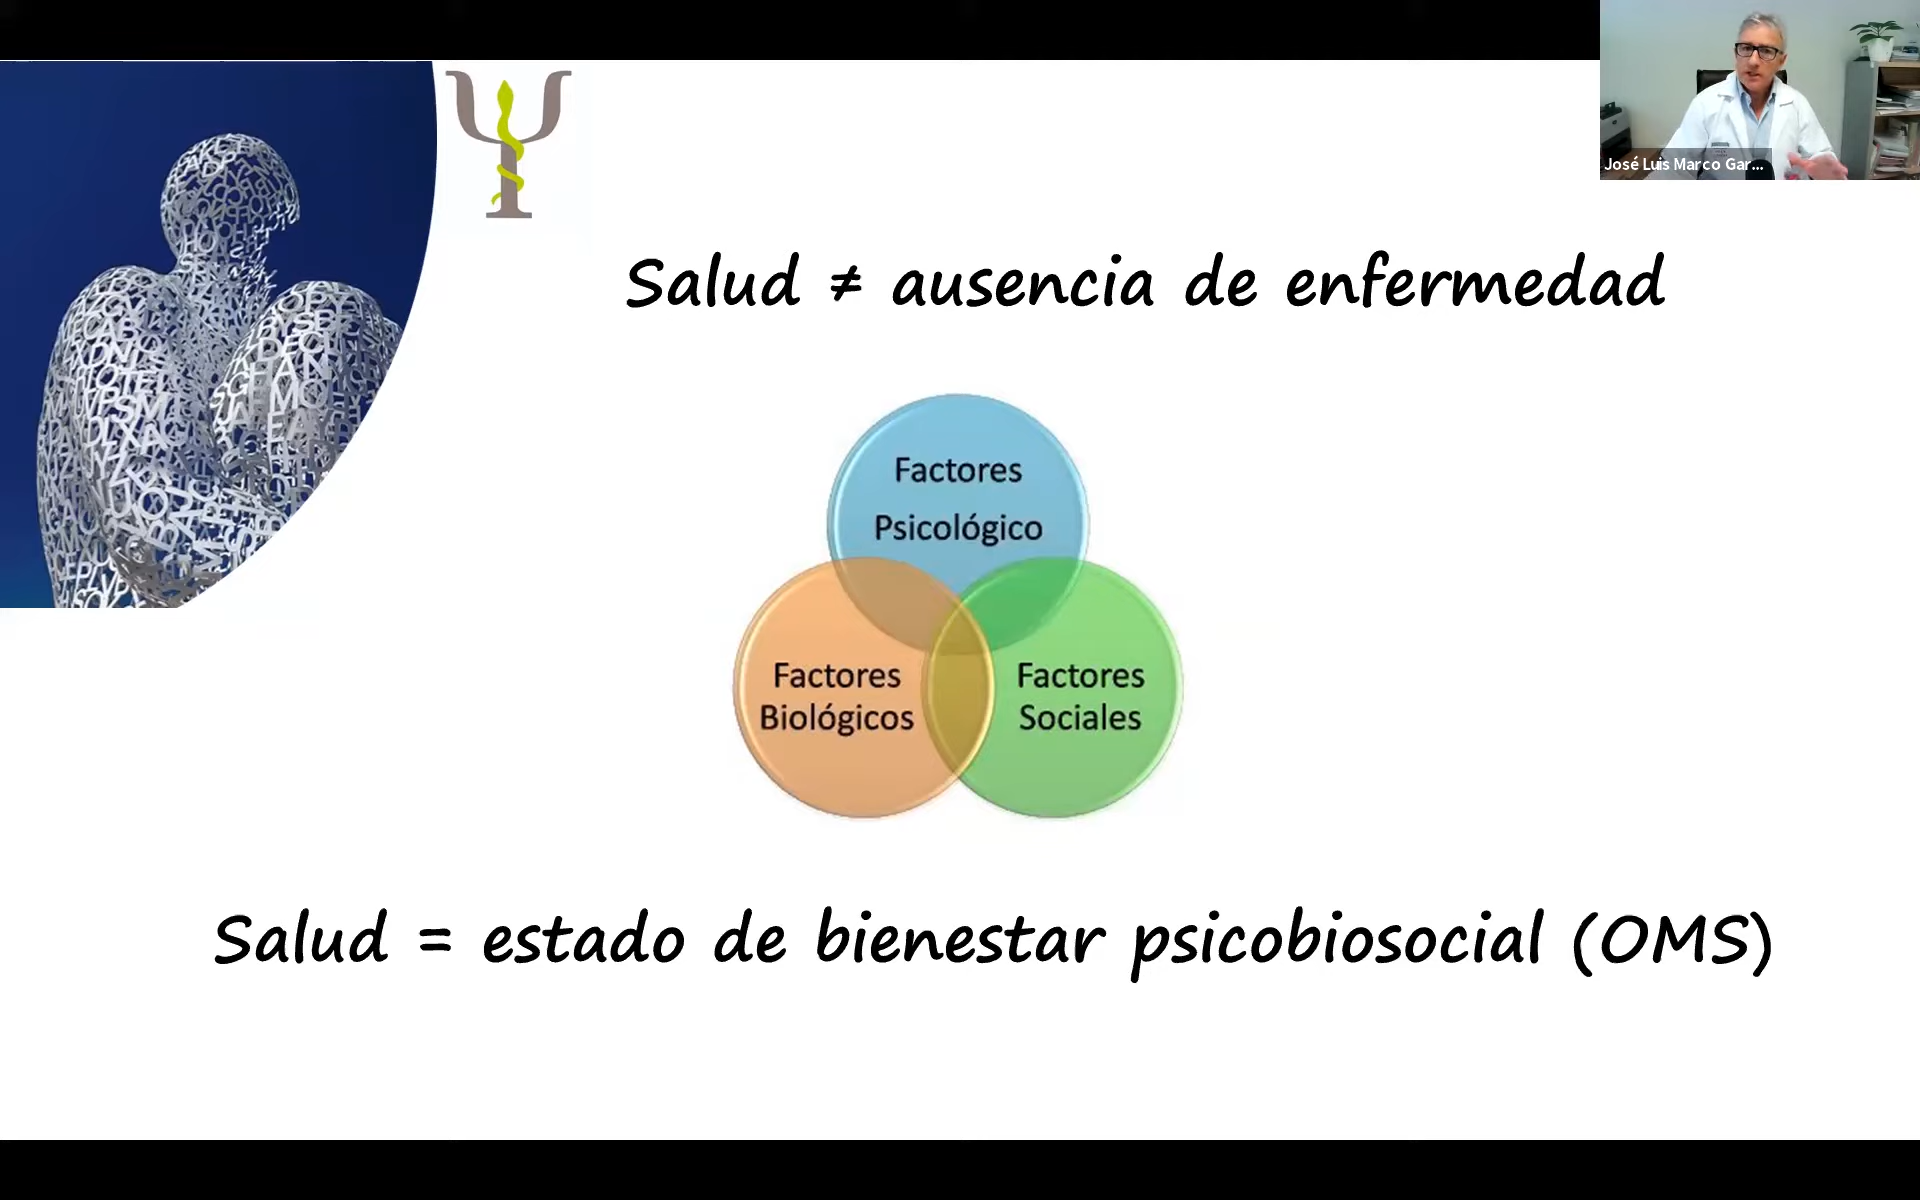 José Luis Marco Gar...
Salud ≠ ausencia de enfermedad
Factores
Psicológico
Factores
Biológicos
Factores
Sociales
Salud = estado de bienestar psicobiosocial (OMS)